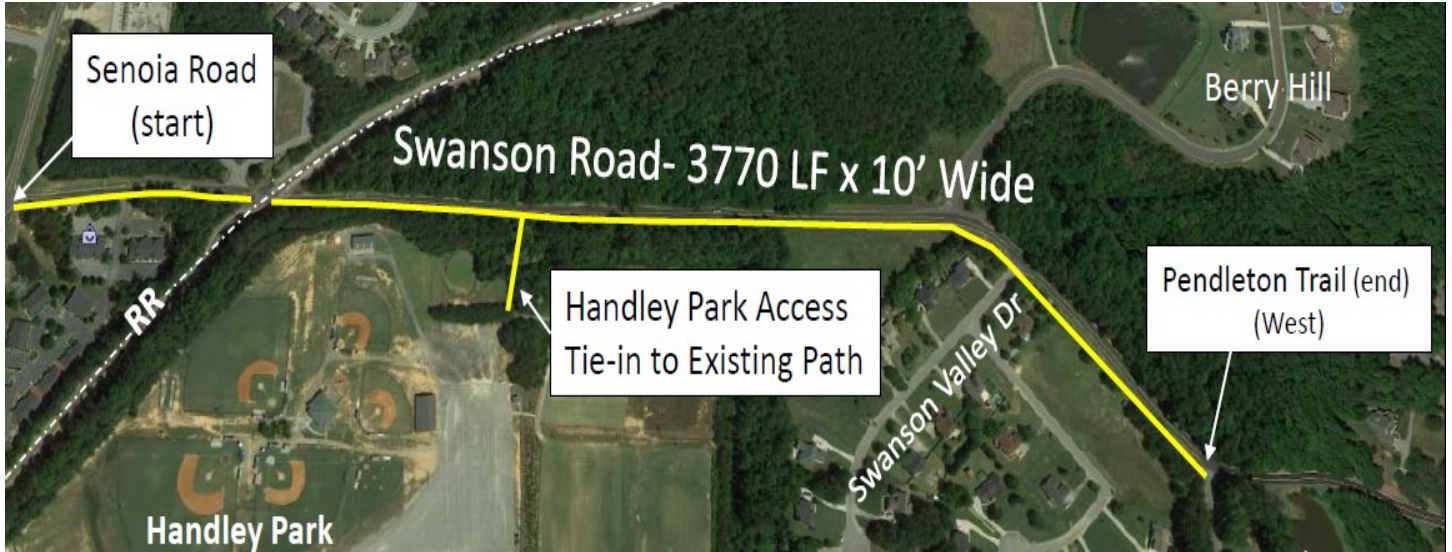 Senoia Road
(start)
Swanson Road- 3770 LF x 10’ Wide
Berry Hill
RR
Handley Park Access
Tie-in to Existing Path
Pendleton Trail (end)
(West)
Swanson Valley Dr
Handley Park